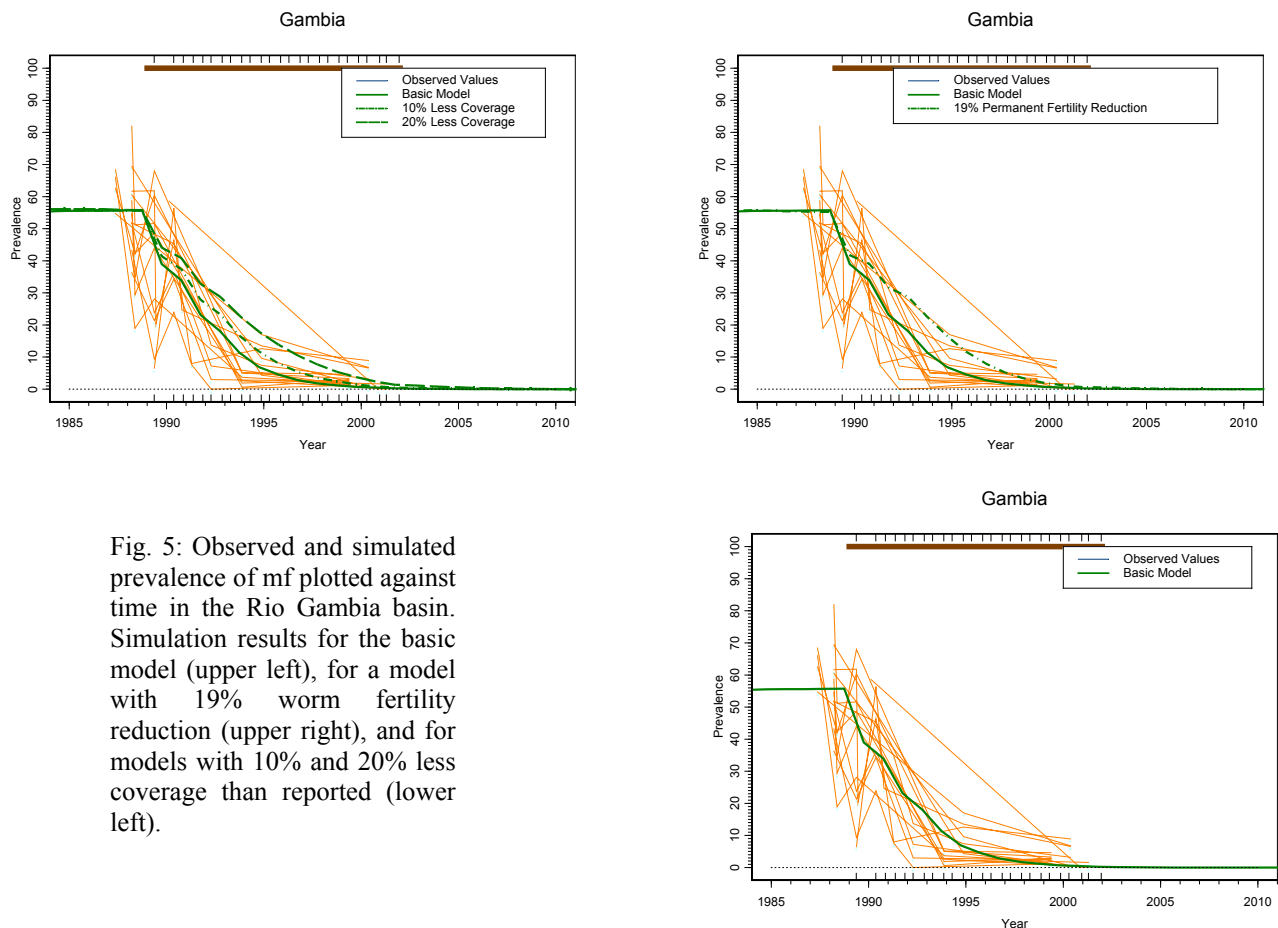 Gambia
Observed Values
Basic Model
10% Less Coverage
20% Less Coverage
Prevalence
0 10 20 30 40 50 60 70 80 90 100
1985 1990 1995 2000 2005 2010
Year
Gambia
Observed Values
Basic Model
19% Permanent Fertility Reduction
Prevalence
0 10 20 30 40 50 60 70 80 90 100
1985 1990 1995 2000 2005 2010
Year
Fig. 5: Observed and simulated
prevalence of mf plotted against
time in the Rio Gambia basin.
Simulation results for the basic
model (upper left), for a model
with 19% worm fertility
reduction (upper right), and for
models with 10% and 20% less
coverage than reported (lower
left).
Gambia
Observed Values
Basic Model
Prevalence
0 10 20 30 40 50 60 70 80 90 100
1985 1990 1995 2000 2005 2010
Year